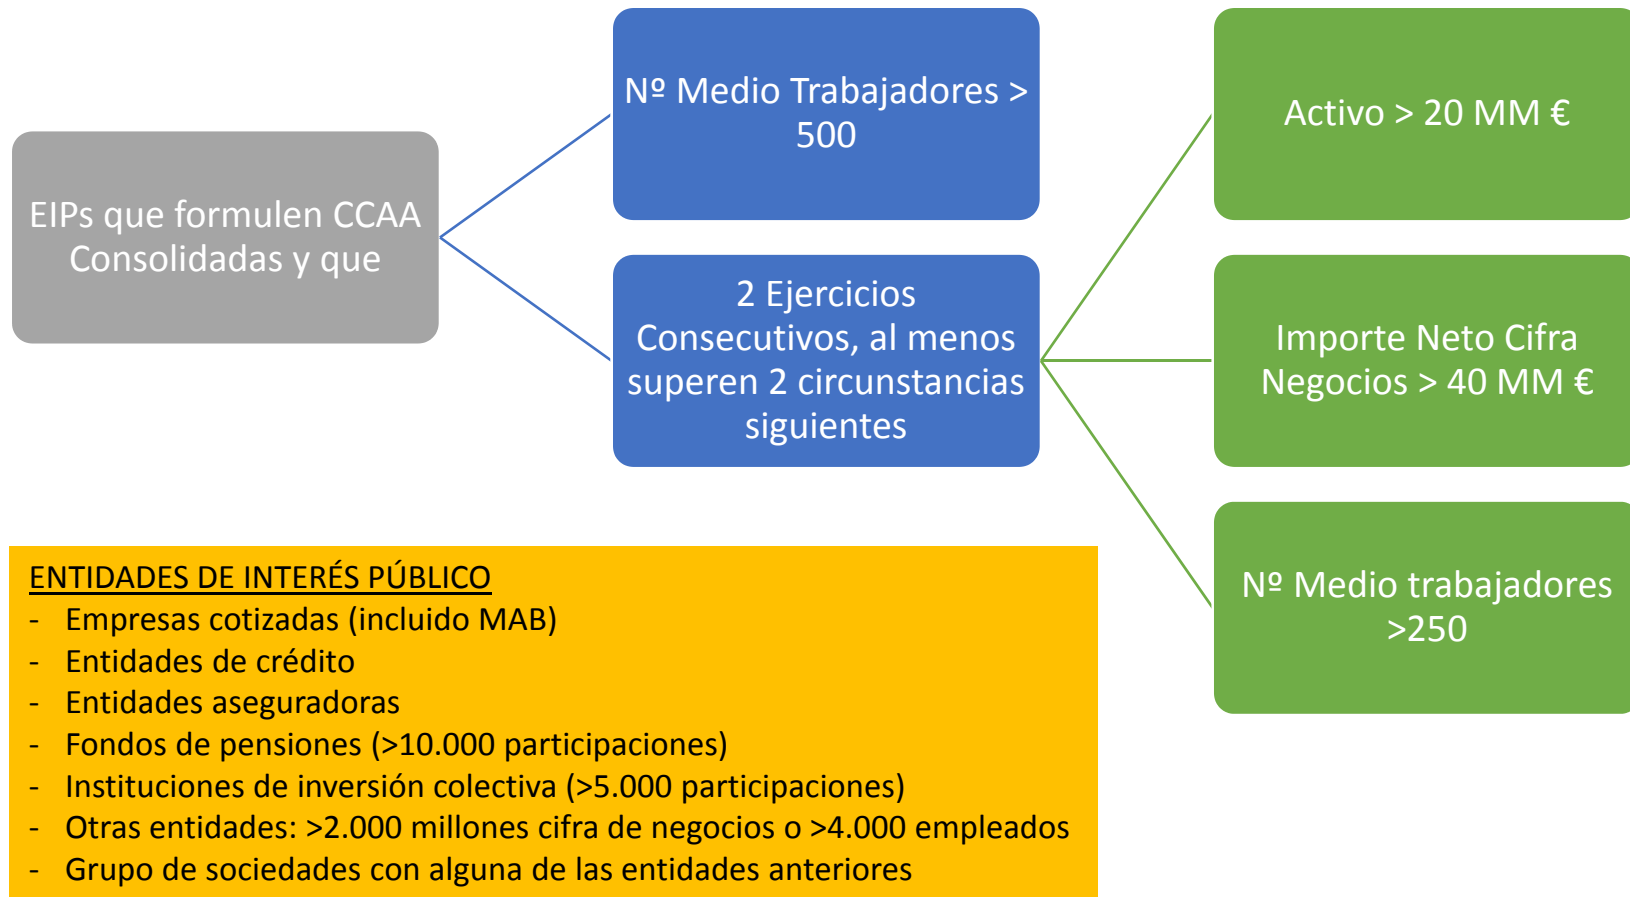 EIPs que formulen CCAA
Consolidadas y que
Nº Medio Trabajadores >
500
2 Ejercicios
Consecutivos, al menos
superen 2 circunstancias
siguientes
Activo > 20 MM €
Importe Neto Cifra
Negocios > 40 MM €
Nº Medio trabajadores
>250
ENTIDADES DE INTERÉS PÚBLICO
- Empresas cotizadas (incluido MAB)
- Entidades de crédito
- Entidades aseguradoras
- Fondos de pensiones (>10.000 participaciones)
- Instituciones de inversión colectiva (>5.000 participaciones)
- Otras entidades: >2.000 millones cifra de negocios o >4.000 empleados
- Grupo de sociedades con alguna de las entidades anteriores